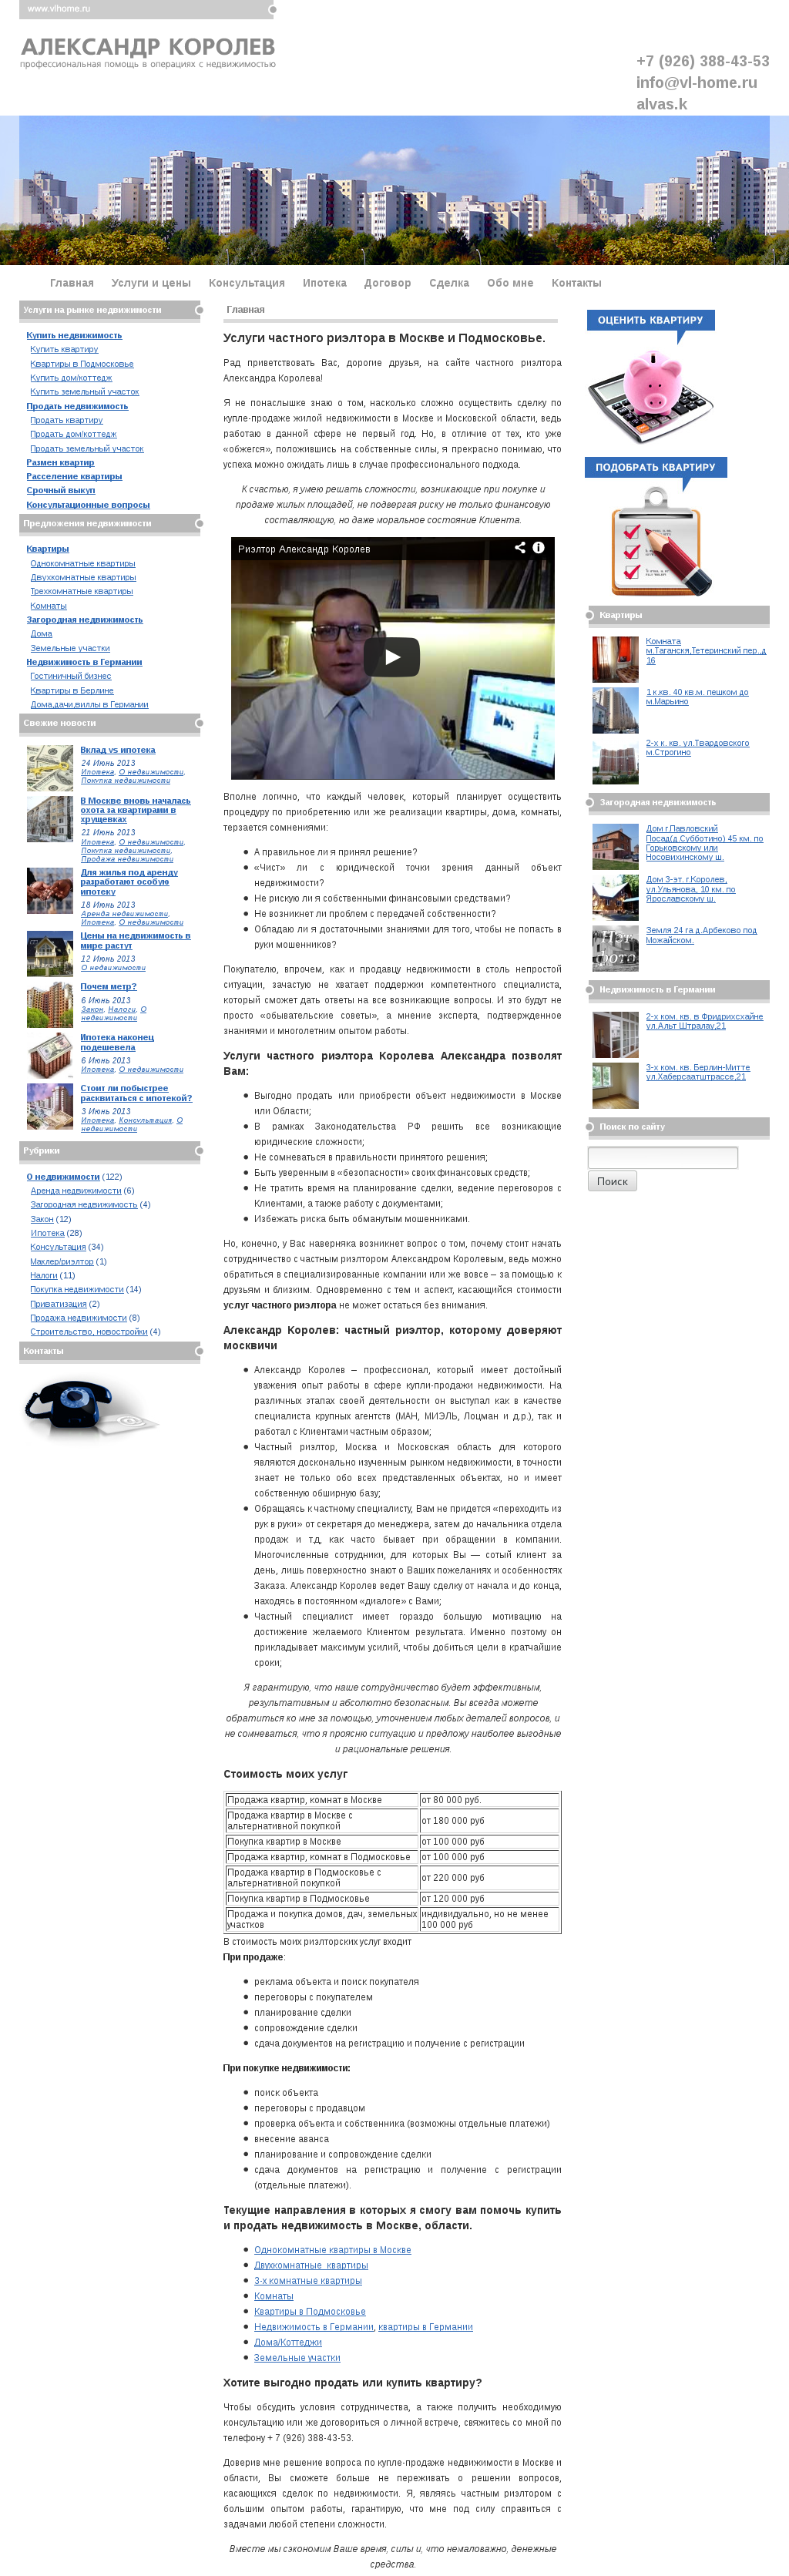 www.vlhome.ru
АЛЕКСАНДР КОРОЛЕВ
профессиональная помощь в операциях с недвижимостью
+7 (926) 388-43-53
info@vl-home.ru
alvas.k
Главная Услуги и цены Консультация Ипотека Договор Сделка Обо мне Контакты
Услуги на рынке недвижимости
Купить недвижимость
Купить квартиру
Квартиры в Подмосковье
Купить дом/коттедж
Купить земельный участок
Продать недвижимость
Продать квартиру
Продать дом/коттедж
Продать земельный участок
Размен квартир
Расселение квартиры
Срочный выкуп
Консультационные вопросы
Предложения недвижимости
Квартиры
Однокомнатные квартиры
Двухкомнатные квартиры
Трехкомнатные квартиры
Комнаты
Загородная недвижимость
Дома
Земельные участки
Недвижимость в Германии
Гостиничный бизнес
Квартиры в Берлине
Дома,дачи,виллы в Германии
Свежие новости
Вклад vs ипотека
24 Июнь 2013
Ипотека, О недвижимости,
Покупка недвижимости
В Москве вновь началась
охота за квартирами в
хрущевках
21 Июнь 2013
Ипотека, О недвижимости,
Покупка недвижимости,
Продажа недвижимости
Для жилья под аренду
разработают особую
ипотеку
18 Июнь 2013
Аренда недвижимости,
Ипотека, О недвижимости
Цены на недвижимость в
мире растут
12 Июнь 2013
О недвижимости
Почем метр?
6 Июнь 2013
Закон, Налоги, О
недвижимости
Ипотека наконец
подешевела
6 Июнь 2013
Ипотека, О недвижимости
Стоит ли побыстрее
расквитаться с ипотекой?
3 Июнь 2013
Ипотека, Консультация, О
недвижимости
Рубрики
О недвижимости (122)
Аренда недвижимости (6)
Загородная недвижимость (4)
Закон (12)
Ипотека (28)
Консультация (34)
Маклер/риэлтор (1)
Налоги (11)
Покупка недвижимости (14)
Приватизация (2)
Продажа недвижимости (8)
Строительство, новостройки (4)
Контакты
Главная
Услуги частного риэлтора в Москве и Подмосковье.
Рад приветствовать Вас, дорогие друзья, на сайте частного риэлтора
Александра Королева!
Я не понаслышке знаю о том, насколько сложно осуществить сделку по
купле-продаже жилой недвижимости в Москве и Московской области, ведь
работаю в данной сфере не первый год. Но, в отличие от тех, кто уже
«обжегся», положившись на собственные силы, я прекрасно понимаю, что
успеха можно ожидать лишь в случае профессионального подхода.
К счастью, я умею решать сложности, возникающие при покупке и
продаже жилых площадей, не подвергая риску не только финансовую
составляющую, но даже моральное состояние Клиента.
Риэлтор Александр Королев
Вполне логично, что каждый человек, который планирует осуществить
процедуру по приобретению или же реализации квартиры, дома, комнаты,
терзается сомнениями:
А правильное ли я принял решение?
«Чист» ли с юридической точки зрения данный объект
недвижимости?
Не рискую ли я собственными финансовыми средствами?
Не возникнет ли проблем с передачей собственности?
Обладаю ли я достаточными знаниями для того, чтобы не попасть в
руки мошенников?
Покупателю, впрочем, как и продавцу недвижимости в столь непростой
ситуации, зачастую не хватает поддержки компетентного специалиста,
который сможет дать ответы на все возникающие вопросы. И это будут не
просто «обывательские советы», а мнение эксперта, подтвержденное
знаниями и многолетним опытом работы.
Услуги частного риэлтора Королева Александра позволят
Вам:
Выгодно продать или приобрести объект недвижимости в Москве
или Области;
В рамках Законодательства РФ решить все возникающие
юридические сложности;
Не сомневаться в правильности принятого решения;
Быть уверенным в «безопасности» своих финансовых средств;
Не тратить время на планирование сделки, ведение переговоров с
Клиентами, а также работу с документами;
Избежать риска быть обманутым мошенниками.
Но, конечно, у Вас наверняка возникнет вопрос о том, почему стоит начать
сотрудничество с частным риэлтором Александром Королевым, ведь можно
обратиться в специализированные компании или же вовсе – за помощью к
друзьям и близким. Одновременно с тем и аспект, касающийся стоимости
услуг частного риэлтора не может остаться без внимания.
Александр Королев: частный риэлтор, которому доверяют
москвичи
Александр Королев – профессионал, который имеет достойный
уважения опыт работы в сфере купли-продажи недвижимости. На
различных этапах своей деятельности он выступал как в качестве
специалиста крупных агентств (МАН, МИЭЛЬ, Лоцман и д.р.), так и
работал с Клиентами частным образом;
Частный риэлтор, Москва и Московская область для которого
являются досконально изученным рынком недвижимости, в точности
знает не только обо всех представленных объектах, но и имеет
собственную обширную базу;
Обращаясь к частному специалисту, Вам не придется «переходить из
рук в руки» от секретаря до менеджера, затем до начальника отдела
продаж и т.д, как часто бывает при обращении в компании.
Многочисленные сотрудники, для которых Вы — сотый клиент за
день, лишь поверхностно знают о Ваших пожеланиях и особенностях
Заказа. Александр Королев ведет Вашу сделку от начала и до конца,
находясь в постоянном «диалоге» с Вами;
Частный специалист имеет гораздо большую мотивацию на
достижение желаемого Клиентом результата. Именно поэтому он
прикладывает максимум усилий, чтобы добиться цели в кратчайшие
сроки;
Я гарантирую, что наше сотрудничество будет эффективным,
результативным и абсолютно безопасным. Вы всегда можете
обратиться ко мне за помощью, уточнением любых деталей вопросов, и
не сомневаться, что я проясню ситуацию и предложу наиболее выгодные
и рациональные решения.
Стоимость моих услуг
Продажа квартир, комнат в Москве от 80 000 руб.
Продажа квартир в Москве с
альтернативной покупкой от 180 000 руб
Покупка квартир в Москве от 100 000 руб
Продажа квартир, комнат в Подмосковье от 100 000 руб
Продажа квартир в Подмосковье с
альтернативной покупкой от 220 000 руб
Покупка квартир в Подмосковье от 120 000 руб
Продажа и покупка домов, дач, земельных
участков индивидуально, но не менее
100 000 руб
В стоимость моих риэлторских услуг входит
При продаже:
реклама объекта и поиск покупателя
переговоры с покупателем
планирование сделки
сопровождение сделки
сдача документов на регистрацию и получение с регистрации
При покупке недвижимости:
поиск объекта
переговоры с продавцом
проверка объекта и собственника (возможны отдельные платежи)
внесение аванса
планирование и сопровождение сделки
сдача документов на регистрацию и получение с регистрации
(отдельные платежи).
Текущие направления в которых я смогу вам помочь купить
и продать недвижимость в Москве, области.
Однокомнатные квартиры в Москве
Двухкомнатные квартиры
3-х комнатные квартиры
Комнаты
Квартиры в Подмосковье
Недвижимость в Германии, квартиры в Германии
Дома/Коттеджи
Земельные участки
Хотите выгодно продать или купить квартиру?
Чтобы обсудить условия сотрудничества, а также получить необходимую
консультацию или же договориться о личной встрече, свяжитесь со мной по
телефону + 7 (926) 388-43-53.
Доверив мне решение вопроса по купле-продаже недвижимости в Москве и
области, Вы сможете больше не переживать о решении вопросов,
касающихся сделок по недвижимости. Я, являясь частным риэлтором с
большим опытом работы, гарантирую, что мне под силу справиться с
задачами любой степени сложности.
Вместе мы сэкономим Ваше время, силы и, что немаловажно, денежные
средства.
ОЦЕНИТЬ КВАРТИРУ
ПОДОБРАТЬ КВАРТИРУ
Квартиры
Комната
м.Таганскя,Тетеринский пер.,д
16
1 к.кв. 40 кв.м. пешком до
м.Марьино
2-х к. кв. ул.Твардовского
м.Строгино
Загородная недвижимость
Дом г.Павловский
Посад(д.Субботино) 45 км. по
Горьковскому или
Носовихинскому ш.
Дом 3-эт. г.Королев,
ул.Ульянова, 10 км. по
Ярославскому ш.
Нэт
фото
Земля 24 га д.Арбеково под
Можайском.
Недвижимость в Германии
2-х ком. кв. в Фридрихсхайне
ул.Альт Штралау,21
3-х ком. кв. Берлин-Митте
ул.Хаберсаатштрассе,21
Поиск по сайту
Поиск